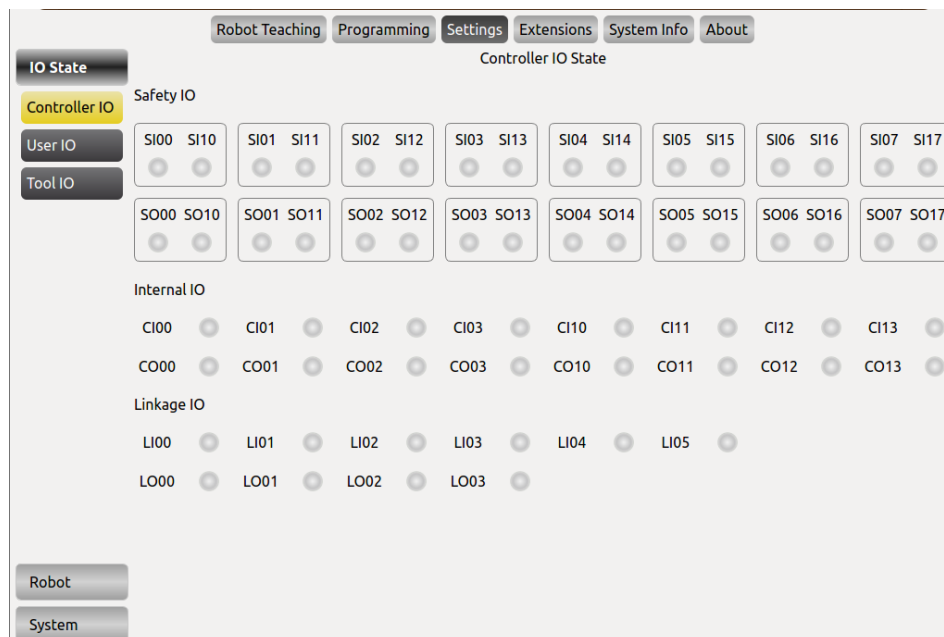 Robot Teaching Programming Settings Extensions System Info About
Controller IO State
IO State
Controller IO
User IO
Tool IO
Safety IO
SI00 SI10 SI01 SI11 SI02 SI12 SI03 SI13 SI04 SI14 SI05 SI15 SI06 SI16 SI07 SI17
SO00 SO10 SO01 SO11 SO02 SO12 SO03 SO13 SO04 SO14 SO05 SO15 SO06 SO16 SO07 SO17
Internal IO
CI00 CI01 CI02 CI03 CI10 CI11 CI12 CI13
CO00 CO01 CO02 CO03 CO10 CO11 CO12 CO13
Linkage IO
LI00 LI01 LI02 LI03 LI04 LI05
LO00 LO01 LO02 LO03
Robot
System